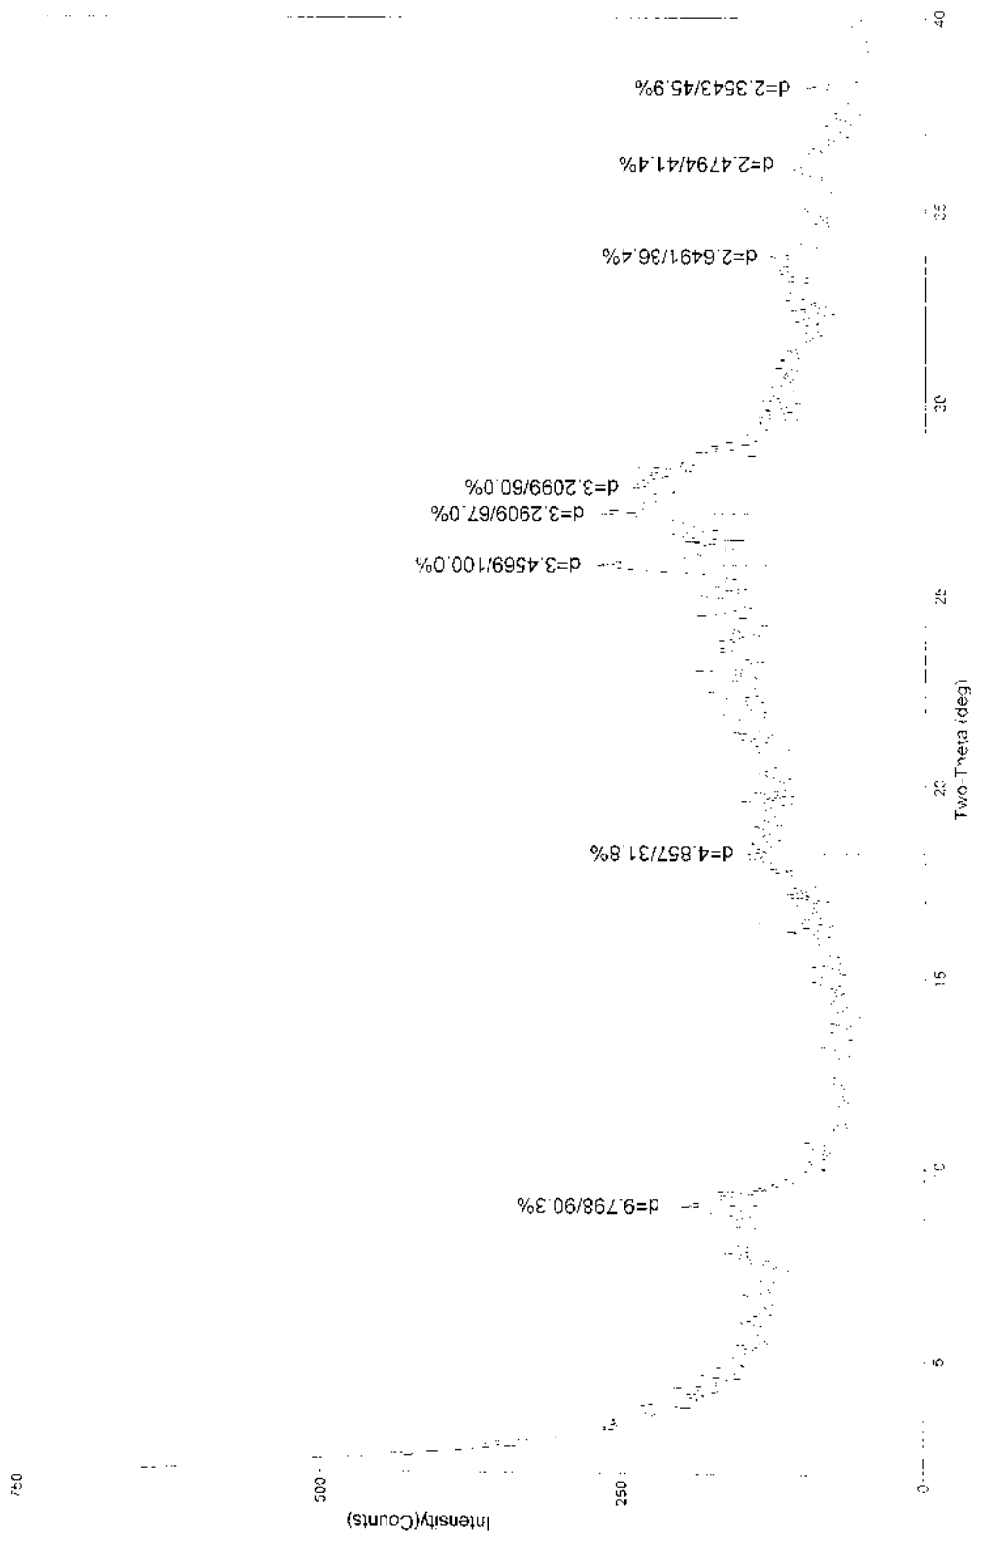 Intensity(Counts)
750
500
250
0
d=9.798/90.3%
d=4.857/31.8%
d=3.4569/100.0%
d=3.2909/67.0%
d=3.2099/60.0%
d=2.6491/36.4%
d=2.4794/41.4%
d=2.3543/45.9%
5
10
15
20
25
30
35
40
Two-Theta (deg)